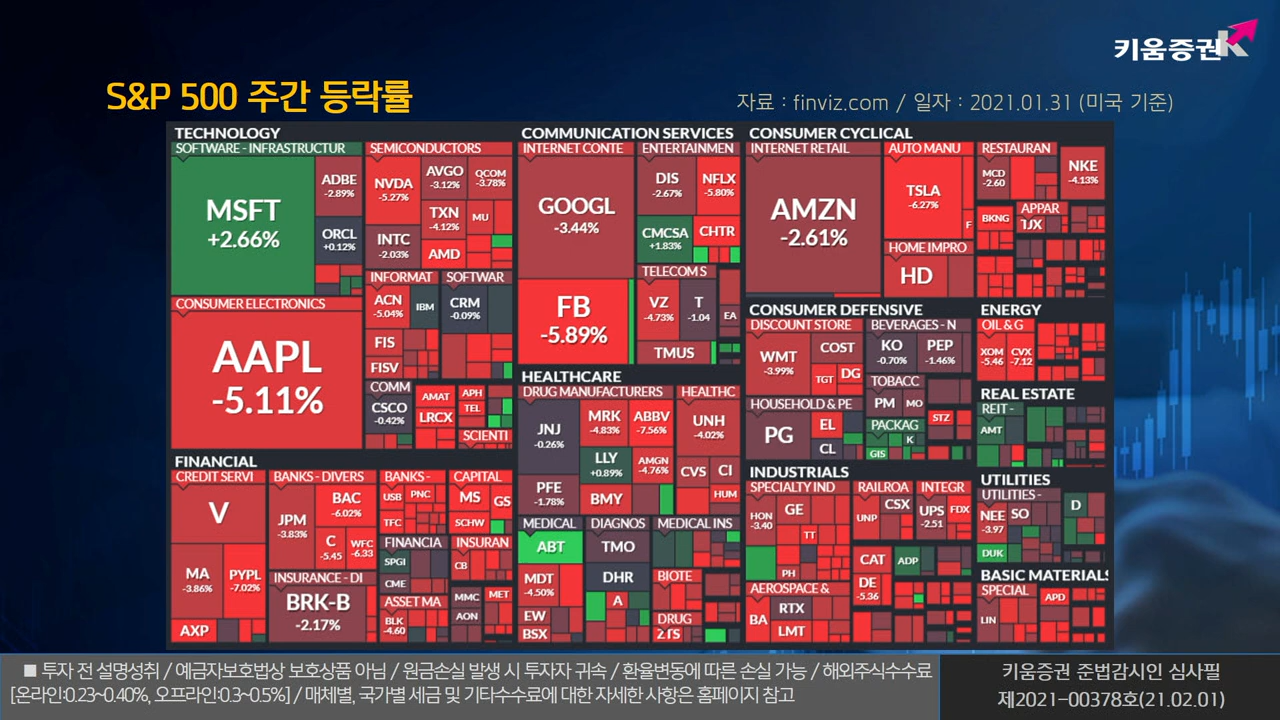 키움증권
S&P 500 주간 등락률
자료 : finviz.com / 일자 : 2021.01.31 (미국 기준)
TECHNOLOGY
SOFTWARE - INFRASTRUCTUR
MSFT
+2.66%
ADBE
-2.89%
ORCL
+0.12%
SEMICONDUCTORS
NVDA
-5.27%
AVGO
-3.12%
QCOM
-3.78%
TXN
-4.12%
MU
INTC
-2.03%
AMD
CONSUMER ELECTRONICS
AAPL
-5.11%
INFORMAT
ACN
-5.04%
IBM
FIS
FISV
SOFTWAR
CRM
-0.09%
COMM
CSCO
-0.42%
AMAT
LRCX
APH
TEL
SCIENTI
COMMUNICATION SERVICES
INTERNET CONTE
GOOGL
-3.44%
FB
-5.89%
ENTERTAINMEN
DIS
-2.67%
NFLX
-5.80%
CMCSA
+1.83%
CHTR
TELECOM S
VZ
-4.73%
T
-1.04
EA
TMUS
CONSUMER CYCLICAL
INTERNET RETAIL
AMZN
-2.61%
AUTO MANU
TSLA
-6.27%
F
HOME IMPRO
HD
RESTAURAN
MCD
-2.60
NKE
-4.13%
BKNG
APPAR
TJX
CONSUMER DEFENSIVE
DISCOUNT STORE
WMT
-3.99%
COST
TGT
DG
BEVERAGES - N
KO
-0.70%
PEP
-1.46%
TOBACC
PM
MO
HOUSEHOLD & PE
PG
EL
CL
PACKAG
K
GIS
STZ
ENERGY
OIL & G
XOM
-5.46
CVX
-7.12
REAL ESTATE
REIT -
AMT
HEALTHCARE
DRUG MANUFACTURERS
JNJ
-0.26%
MRK
-4.83%
ABBV
-7.56%
LLY
+0.89%
AMGN
-4.76%
PFE
-1.78%
BMY
HEALTHC
UNH
-4.02%
CVS
CI
HUM
MEDICAL
ABT
MDT
-4.50%
EW
BSX
DIAGNOS
TMO
DHR
A
MEDICAL INS
BIOTE
DRUG
FINANCIAL
CREDIT SERVI
V
MA
-3.86%
PYPL
-7.02%
AXP
BANKS - DIVERS
JPM
-3.83%
BAC
-6.02%
C
-5.45
WFC
-6.33
INSURANCE - DI
BRK-B
-2.17%
BANKS -
USB
PNC
TFC
FINANCIA
SPGI
CME
ASSET MA
BLK
-4.60
CAPITAL
MS
GS
SCHW
INSURAN
CB
MMC
MET
AON
INDUSTRIALS
SPECIALTY IND
HON
-3.40
GE
TT
PH
RAILROA
UNP
CSX
INTEGR
UPS
-2.51
FDX
CAT
ADP
DE
-5.36
AEROSPACE &
BA
RTX
LMT
UTILITIES
UTILITIES -
NEE
-3.97
SO
D
DUK
BASIC MATERIALS
SPECIAL
LIN
APD
■ 투자 전 설명성취 / 예금자보호법상 보호상품 아님 / 원금손실 발생 시 투자자 귀속 / 환율변동에 따른 손실 가능 / 해외주식수수료
[온라인:0.23~0.40%, 오프라인:0.3~0.5%] / 매체별, 국가별 세금 및 기타수수료에 대한 자세한 사항은 홈페이지 참고
키움증권 준법감시인 심사필
제2021-00378호(21.02.01)